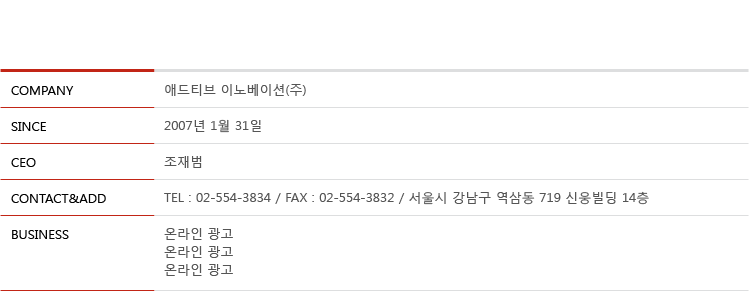 COMPANY 애드티브 이노베이션(주)
SINCE 2007년 1월 31일
CEO 조재범
CONTACT&ADD TEL : 02-554-3834 / FAX : 02-554-3832 / 서울시 강남구 역삼동 719 신웅빌딩 14층
BUSINESS 온라인 광고
온라인 광고
온라인 광고